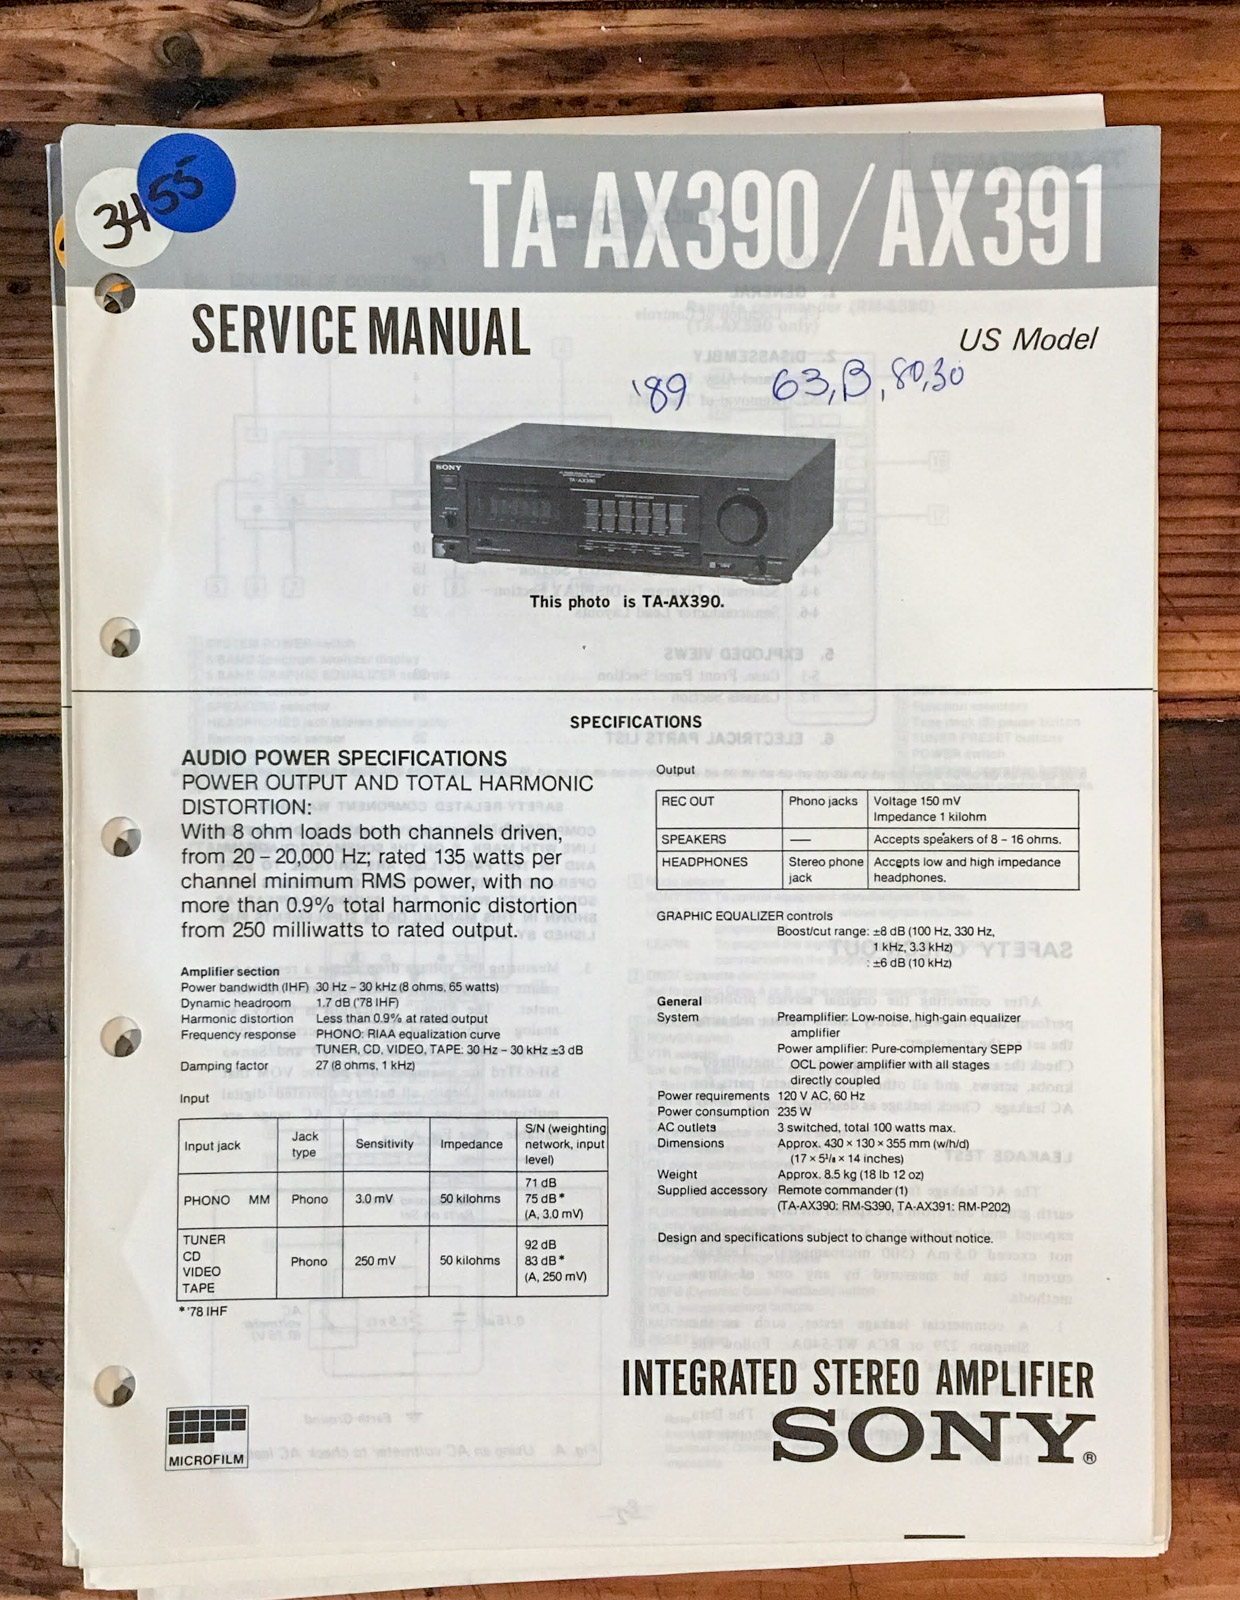 3455
TA-AX390/AX391
SERVICE MANUAL
US Model
'89 63, B, 80, 30
SONY
TA-AX390
This photo is TA-AX390.
SPECIFICATIONS
AUDIO POWER SPECIFICATIONS
POWER OUTPUT AND TOTAL HARMONIC
DISTORTION:
With 8 ohm loads both channels driven,
from 20 – 20,000 Hz; rated 135 watts per
channel minimum RMS power, with no
more than 0.9% total harmonic distortion
from 250 milliwatts to rated output.
Amplifier section
Power bandwidth (IHF) 30 Hz – 30 kHz (8 ohms, 65 watts)
Dynamic headroom 1.7 dB ('78 IHF)
Harmonic distortion Less than 0.9% at rated output
Frequency response PHONO: RIAA equalization curve
TUNER, CD, VIDEO, TAPE: 30 Hz – 30 kHz ±3 dB
Damping factor 27 (8 ohms, 1 kHz)
Input
Input jack Jack type Sensitivity Impedance S/N (weighting network, input level)
PHONO MM Phono 3.0 mV 50 kilohms 71 dB 75 dB* (A, 3.0 mV)
TUNER CD VIDEO TAPE Phono 250 mV 50 kilohms 92 dB 83 dB* (A, 250 mV)
* '78 IHF
Output
REC OUT Phono jacks Voltage 150 mV
Impedance 1 kilohm
SPEAKERS — Accepts speakers of 8 – 16 ohms.
HEADPHONES Stereo phone jack Accepts low and high impedance headphones.
GRAPHIC EQUALIZER controls
Boost/cut range: ±8 dB (100 Hz, 330 Hz,
1 kHz, 3.3 kHz)
: ±6 dB (10 kHz)
General
System Preamplifier: Low-noise, high-gain equalizer
amplifier
Power amplifier: Pure-complementary SEPP
OCL power amplifier with all stages
directly coupled
Power requirements 120 V AC, 60 Hz
Power consumption 235 W
AC outlets 3 switched, total 100 watts max.
Dimensions Approx. 430 × 130 × 355 mm (w/h/d)
(17 × 5 1/8 × 14 inches)
Weight Approx. 8.5 kg (18 lb 12 oz)
Supplied accessory Remote commander (1)
(TA-AX390: RM-S390, TA-AX391: RM-P202)
Design and specifications subject to change without notice.
INTEGRATED STEREO AMPLIFIER
SONY®
MICROFILM